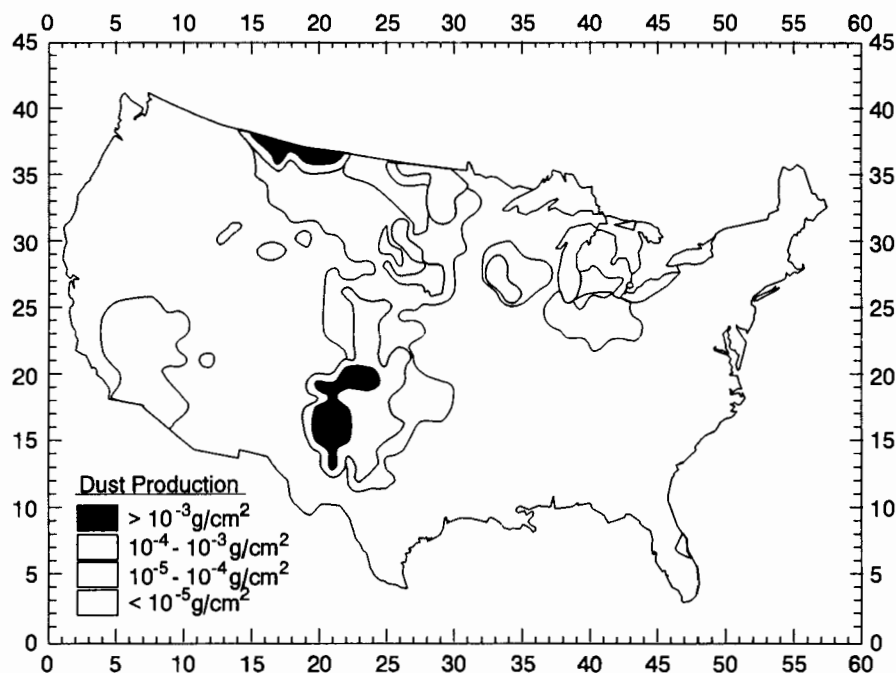 0 5 10 15 20 25 30 35 40 45 50 55 60
45 45
40 40
35 35
30 30
25 25
20 20
15 15
10 10
5 5
0 0
Dust Production
> 10⁻³g/cm²
10⁻⁴ - 10⁻³g/cm²
10⁻⁵ - 10⁻⁴g/cm²
< 10⁻⁵g/cm²
0 5 10 15 20 25 30 35 40 45 50 55 60